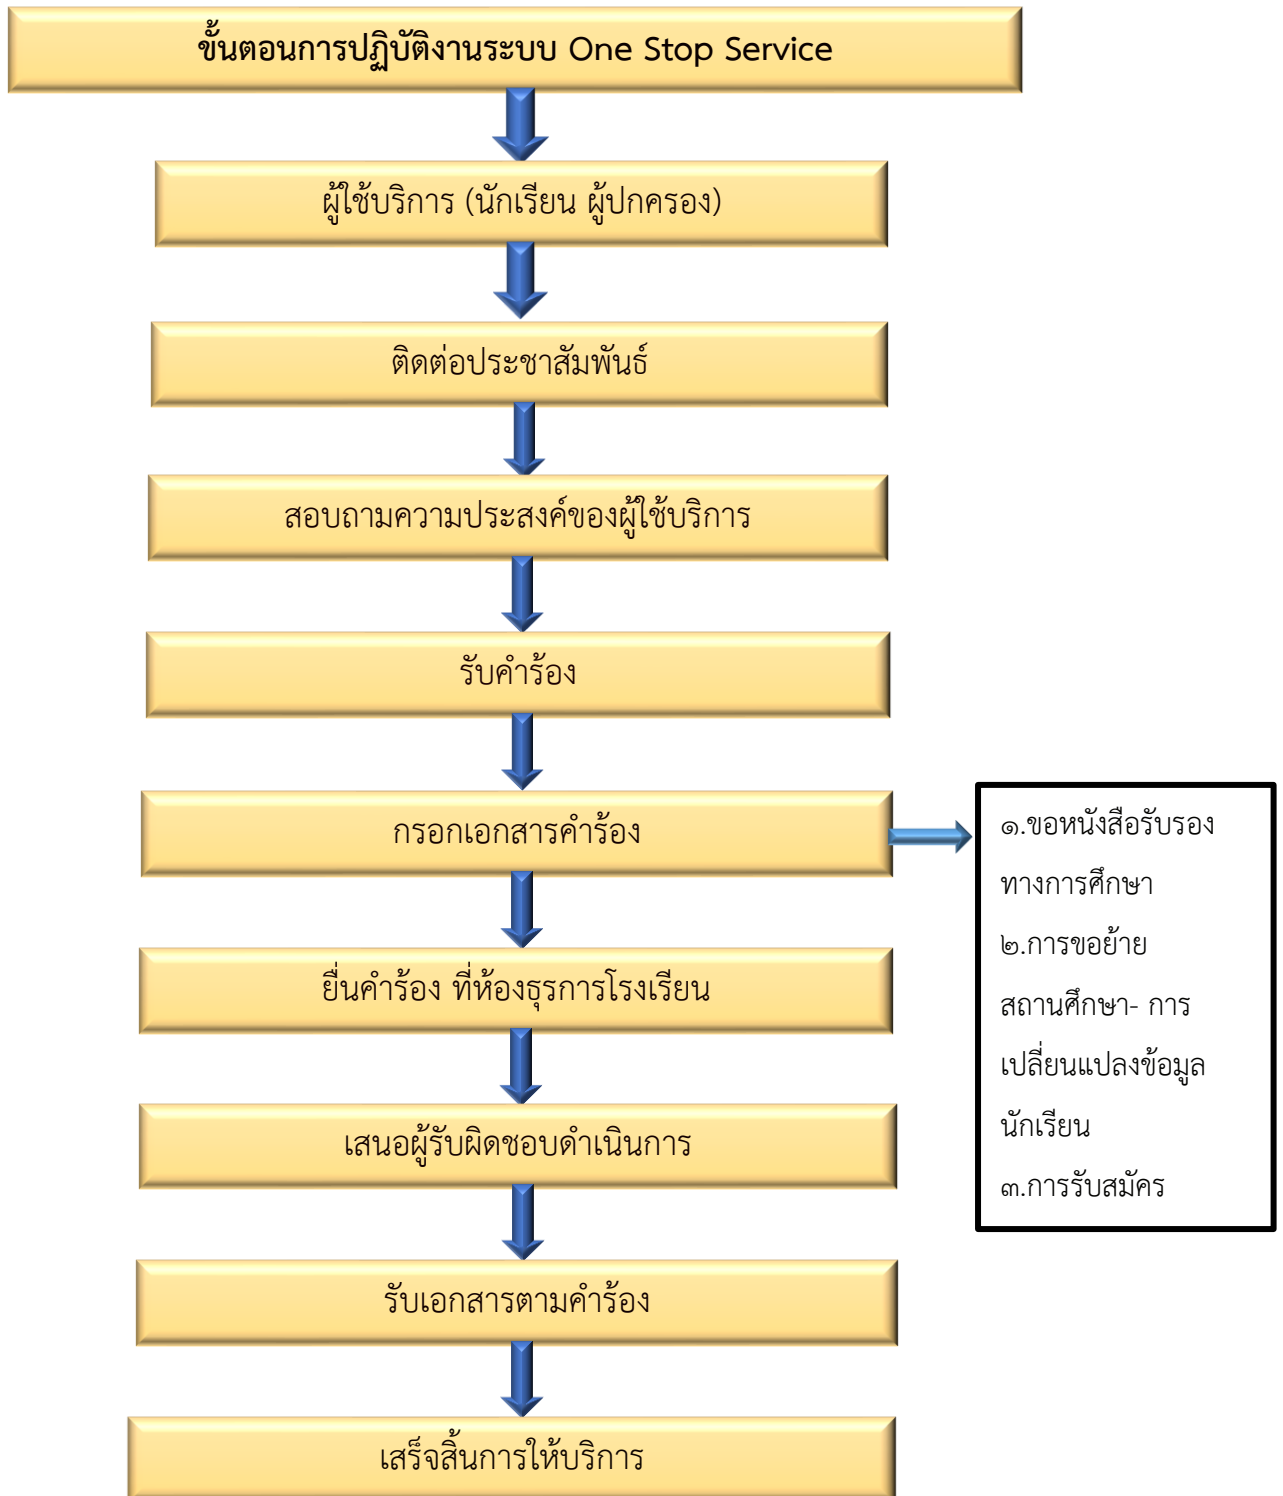 ขั้นตอนการปฏิบัติงานระบบ One Stop Service
ผู้ใช้บริการ (นักเรียน ผู้ปกครอง)
ติดต่อประชาสัมพันธ์
สอบถามความประสงค์ของผู้ใช้บริการ
รับคำร้อง
กรอกเอกสารคำร้อง
๑.ขอหนังสือรับรอง
ทางการศึกษา
๒.การขอย้าย
สถานศึกษา- การ
เปลี่ยนแปลงข้อมูล
นักเรียน
๓.การรับสมัคร
ยื่นคำร้อง ที่ห้องธุรการโรงเรียน
เสนอผู้รับผิดชอบดำเนินการ
รับเอกสารตามคำร้อง
เสร็จสิ้นการให้บริการ